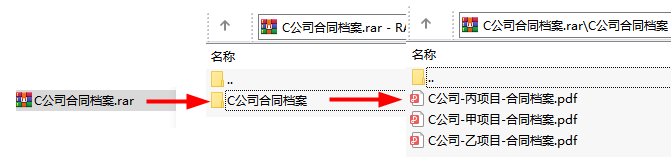 C公司合同档案.rar
C公司合同档案.rar - RA
名称
..
C公司合同档案
C公司合同档案.rar\C公司合同档案
名称
..
C公司-丙项目-合同档案.pdf
C公司-甲项目-合同档案.pdf
C公司-乙项目-合同档案.pdf